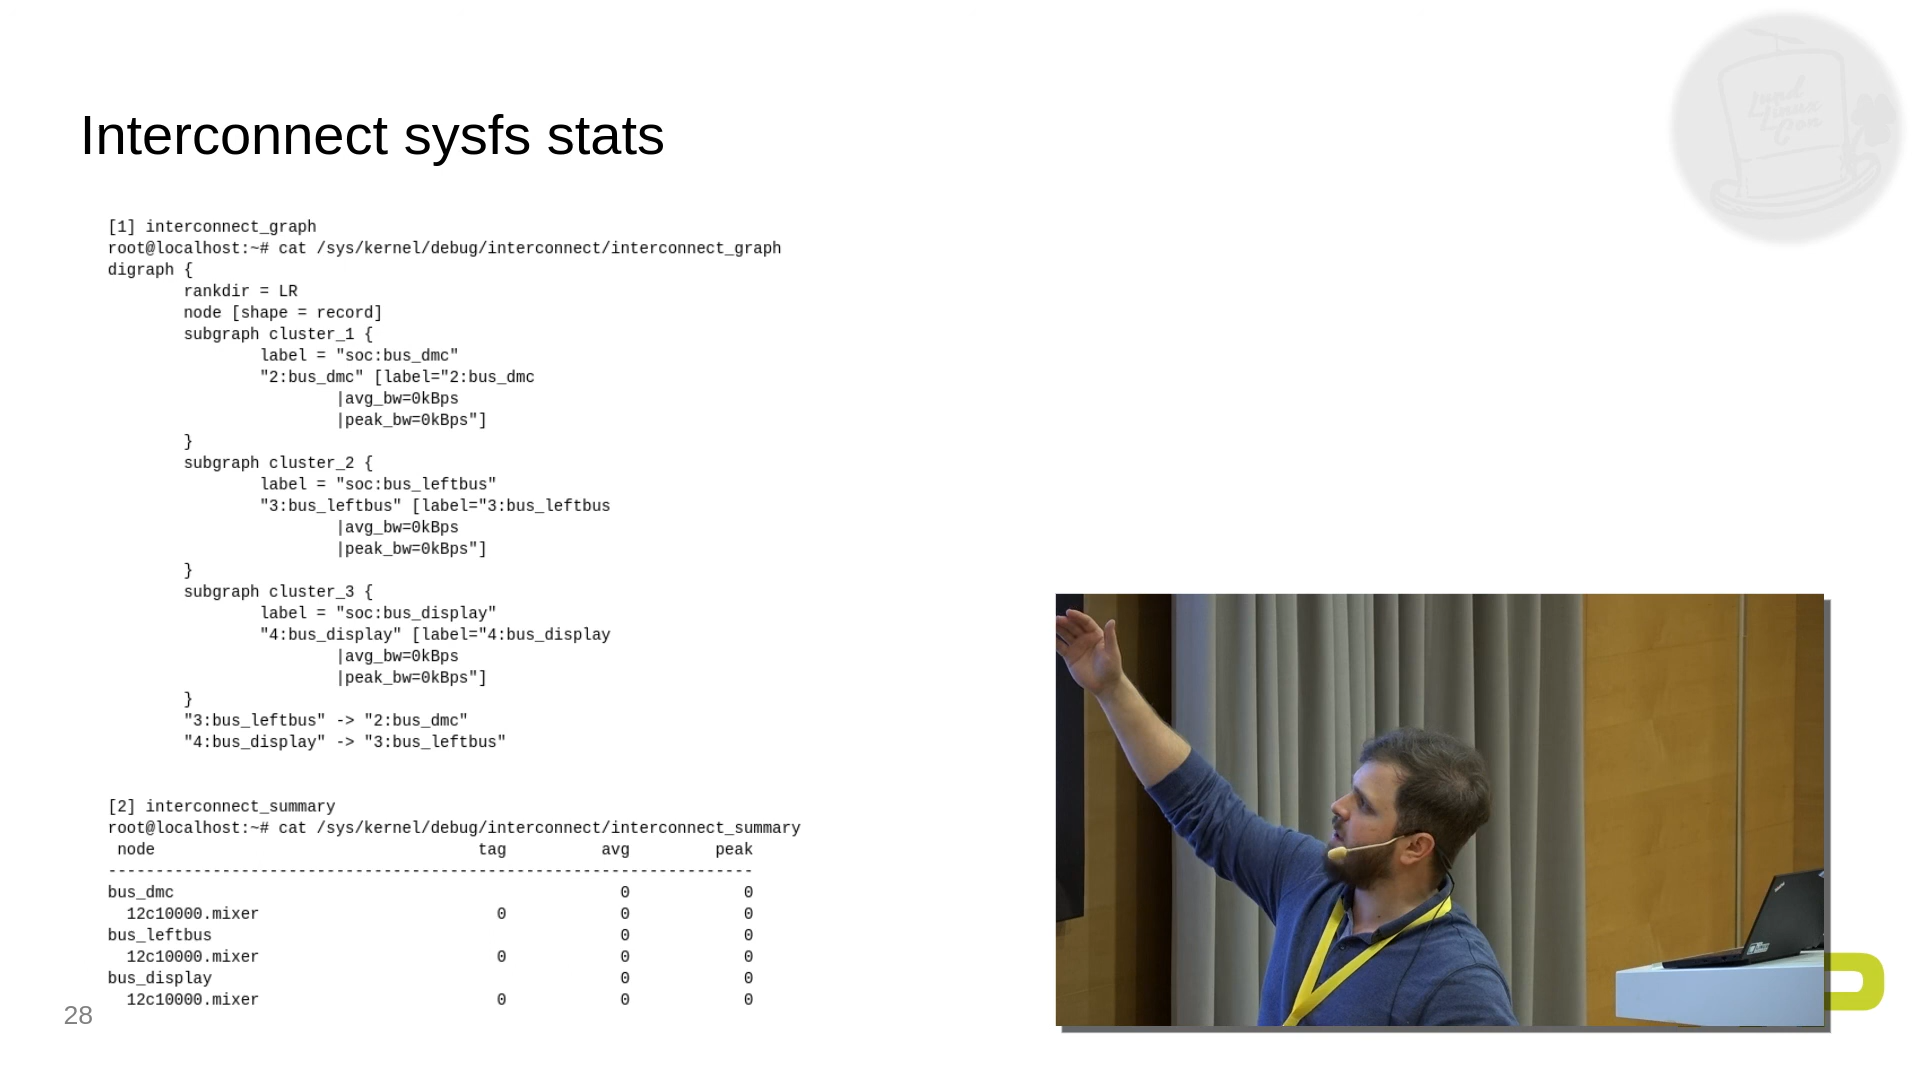 Lund
Linux
Con
Interconnect sysfs stats
[1] interconnect_graph
root@localhost:~# cat /sys/kernel/debug/interconnect/interconnect_graph
digraph {
        rankdir = LR
        node [shape = record]
        subgraph cluster_1 {
                label = "soc:bus_dmc"
                "2:bus_dmc" [label="2:bus_dmc
                        |avg_bw=0kBps
                        |peak_bw=0kBps"]
        }
        subgraph cluster_2 {
                label = "soc:bus_leftbus"
                "3:bus_leftbus" [label="3:bus_leftbus
                        |avg_bw=0kBps
                        |peak_bw=0kBps"]
        }
        subgraph cluster_3 {
                label = "soc:bus_display"
                "4:bus_display" [label="4:bus_display
                        |avg_bw=0kBps
                        |peak_bw=0kBps"]
        }
        "3:bus_leftbus" -> "2:bus_dmc"
        "4:bus_display" -> "3:bus_leftbus"
[2] interconnect_summary
root@localhost:~# cat /sys/kernel/debug/interconnect/interconnect_summary
 node                                  tag          avg         peak
--------------------------------------------------------------------
bus_dmc                                               0            0
  12c10000.mixer                         0            0            0
bus_leftbus                                           0            0
  12c10000.mixer                         0            0            0
bus_display                                           0            0
  12c10000.mixer                         0            0            0
28